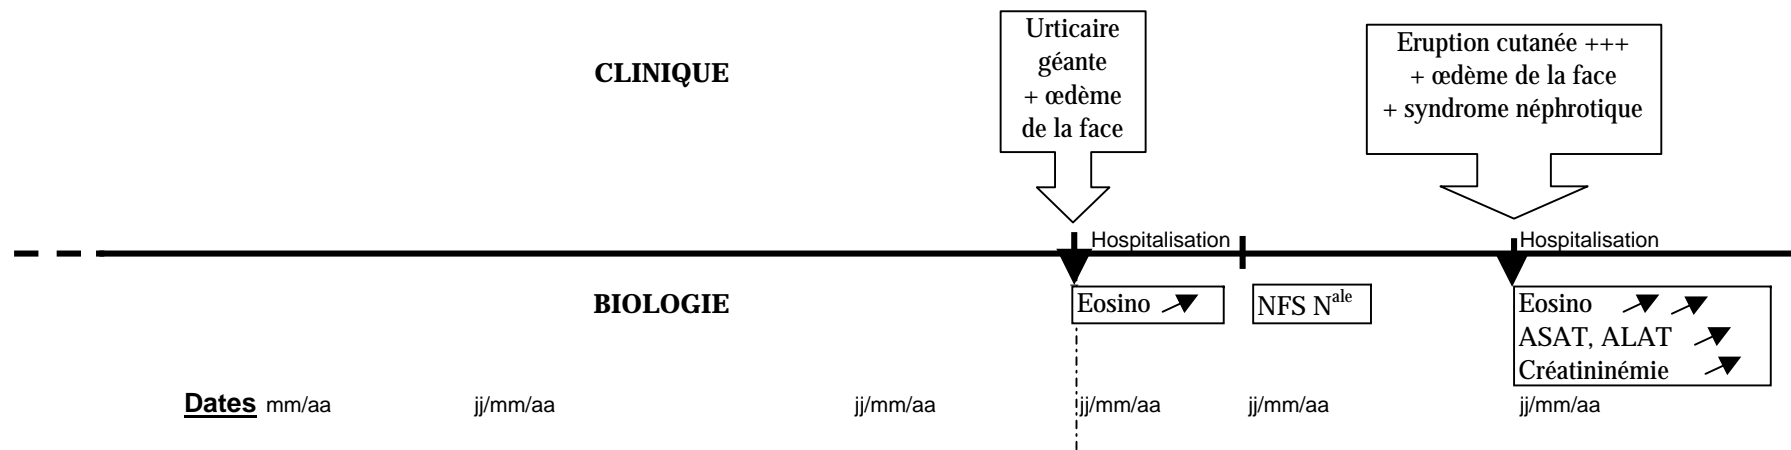 CLINIQUE
Urticaire
géante
+ œdème
de la face
Eruption cutanée +++
+ œdème de la face
+ syndrome néphrotique
Hospitalisation
Hospitalisation
BIOLOGIE
Eosino
NFS Nale
Eosino
ASAT, ALAT
Créatininémie
Dates mm/aa jj/mm/aa jj/mm/aa jj/mm/aa jj/mm/aa jj/mm/aa